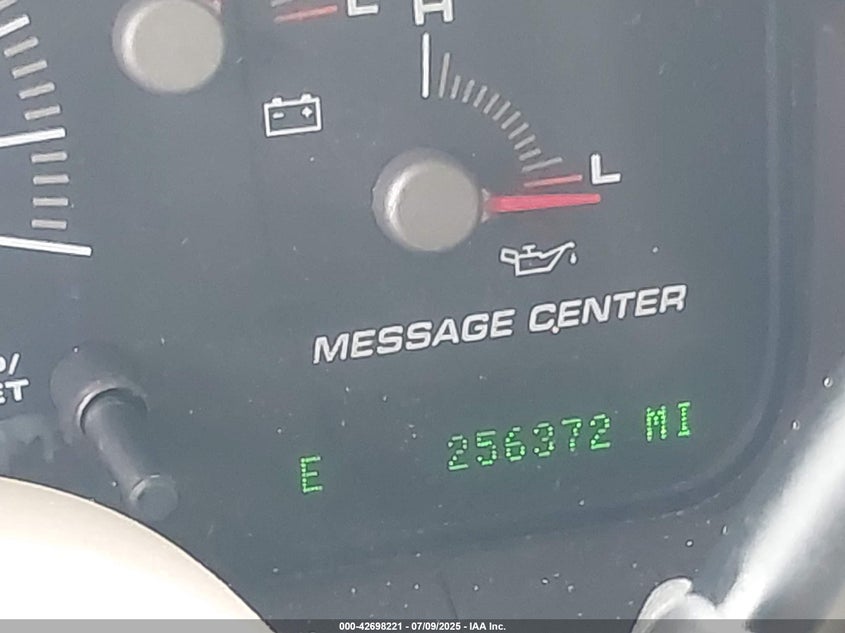 L
H
L
MESSAGE CENTER
E 256372 MI
000-42698221 - 07/09/2025 - IAA Inc.